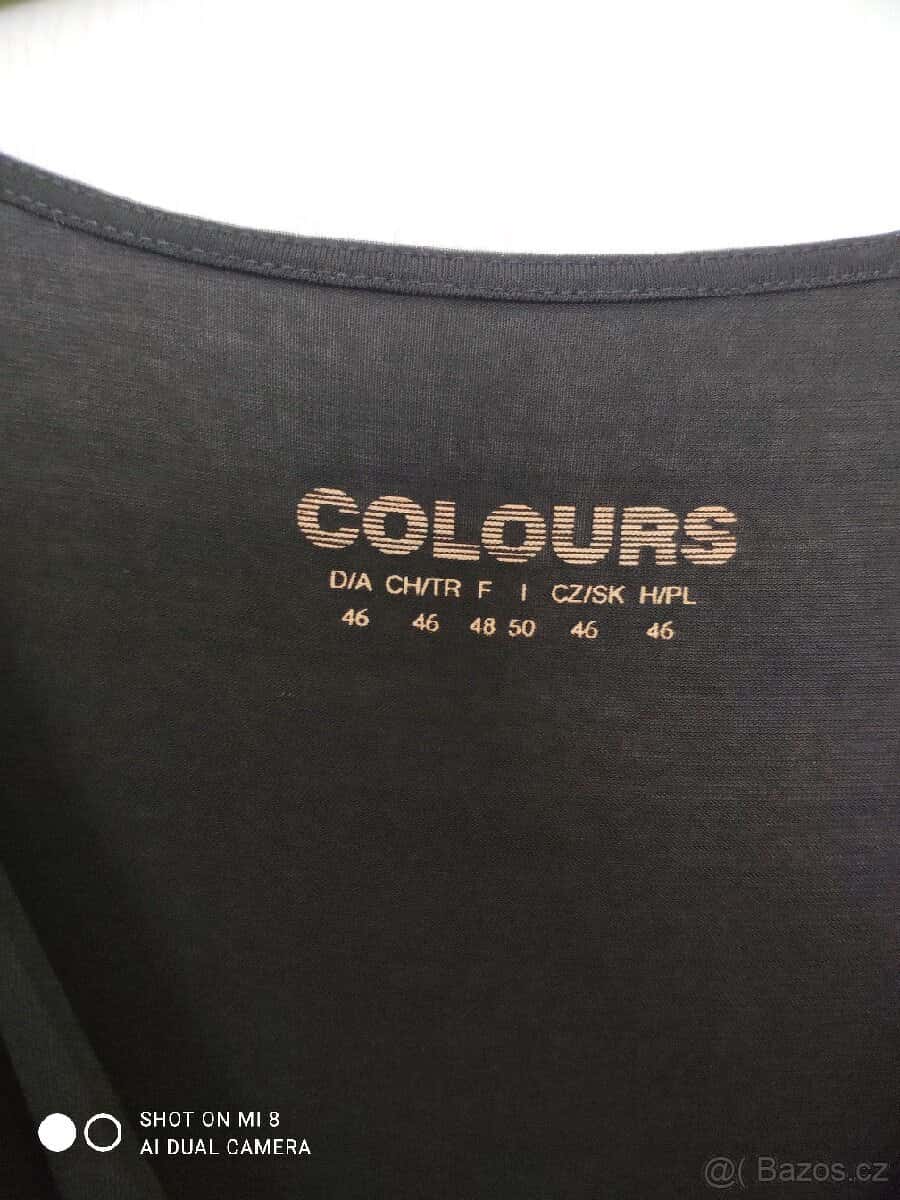 COLOURS
D/A CH/TR F I CZ/SK H/PL
46 46 48 50 46 46
SHOT ON MI 8
AI DUAL CAMERA
@( Bazos.cz